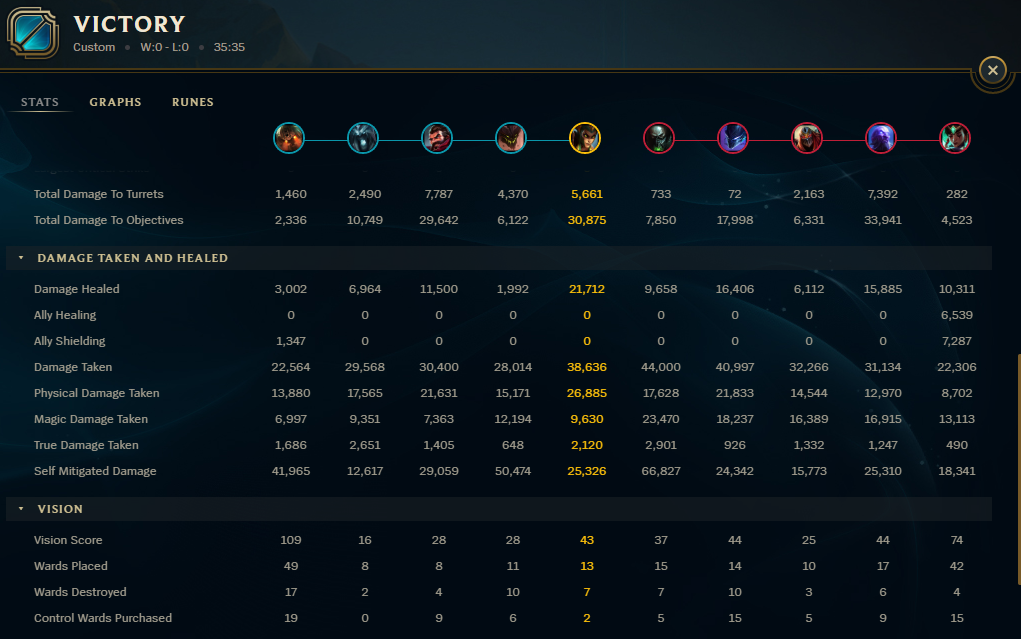 VICTORY
Custom • W:0 - L:0 • 35:35
STATS GRAPHS RUNES
Total Damage To Turrets 1,460 2,490 7,787 4,370 5,661 733 72 2,163 7,392 282
Total Damage To Objectives 2,336 10,749 29,642 6,122 30,875 7,850 17,998 6,331 33,941 4,523
DAMAGE TAKEN AND HEALED
Damage Healed 3,002 6,964 11,500 1,992 21,712 9,658 16,406 6,112 15,885 10,311
Ally Healing 0 0 0 0 0 0 0 0 0 6,539
Ally Shielding 1,347 0 0 0 0 0 0 0 0 7,287
Damage Taken 22,564 29,568 30,400 28,014 38,636 44,000 40,997 32,266 31,134 22,306
Physical Damage Taken 13,880 17,565 21,631 15,171 26,885 17,628 21,833 14,544 12,970 8,702
Magic Damage Taken 6,997 9,351 7,363 12,194 9,630 23,470 18,237 16,389 16,915 13,113
True Damage Taken 1,686 2,651 1,405 648 2,120 2,901 926 1,332 1,247 490
Self Mitigated Damage 41,965 12,617 29,059 50,474 25,326 66,827 24,342 15,773 25,310 18,341
VISION
Vision Score 109 16 28 28 43 37 44 25 44 74
Wards Placed 49 8 8 11 13 15 14 10 17 42
Wards Destroyed 17 2 4 10 7 7 10 3 6 4
Control Wards Purchased 19 0 9 6 2 5 15 5 9 15